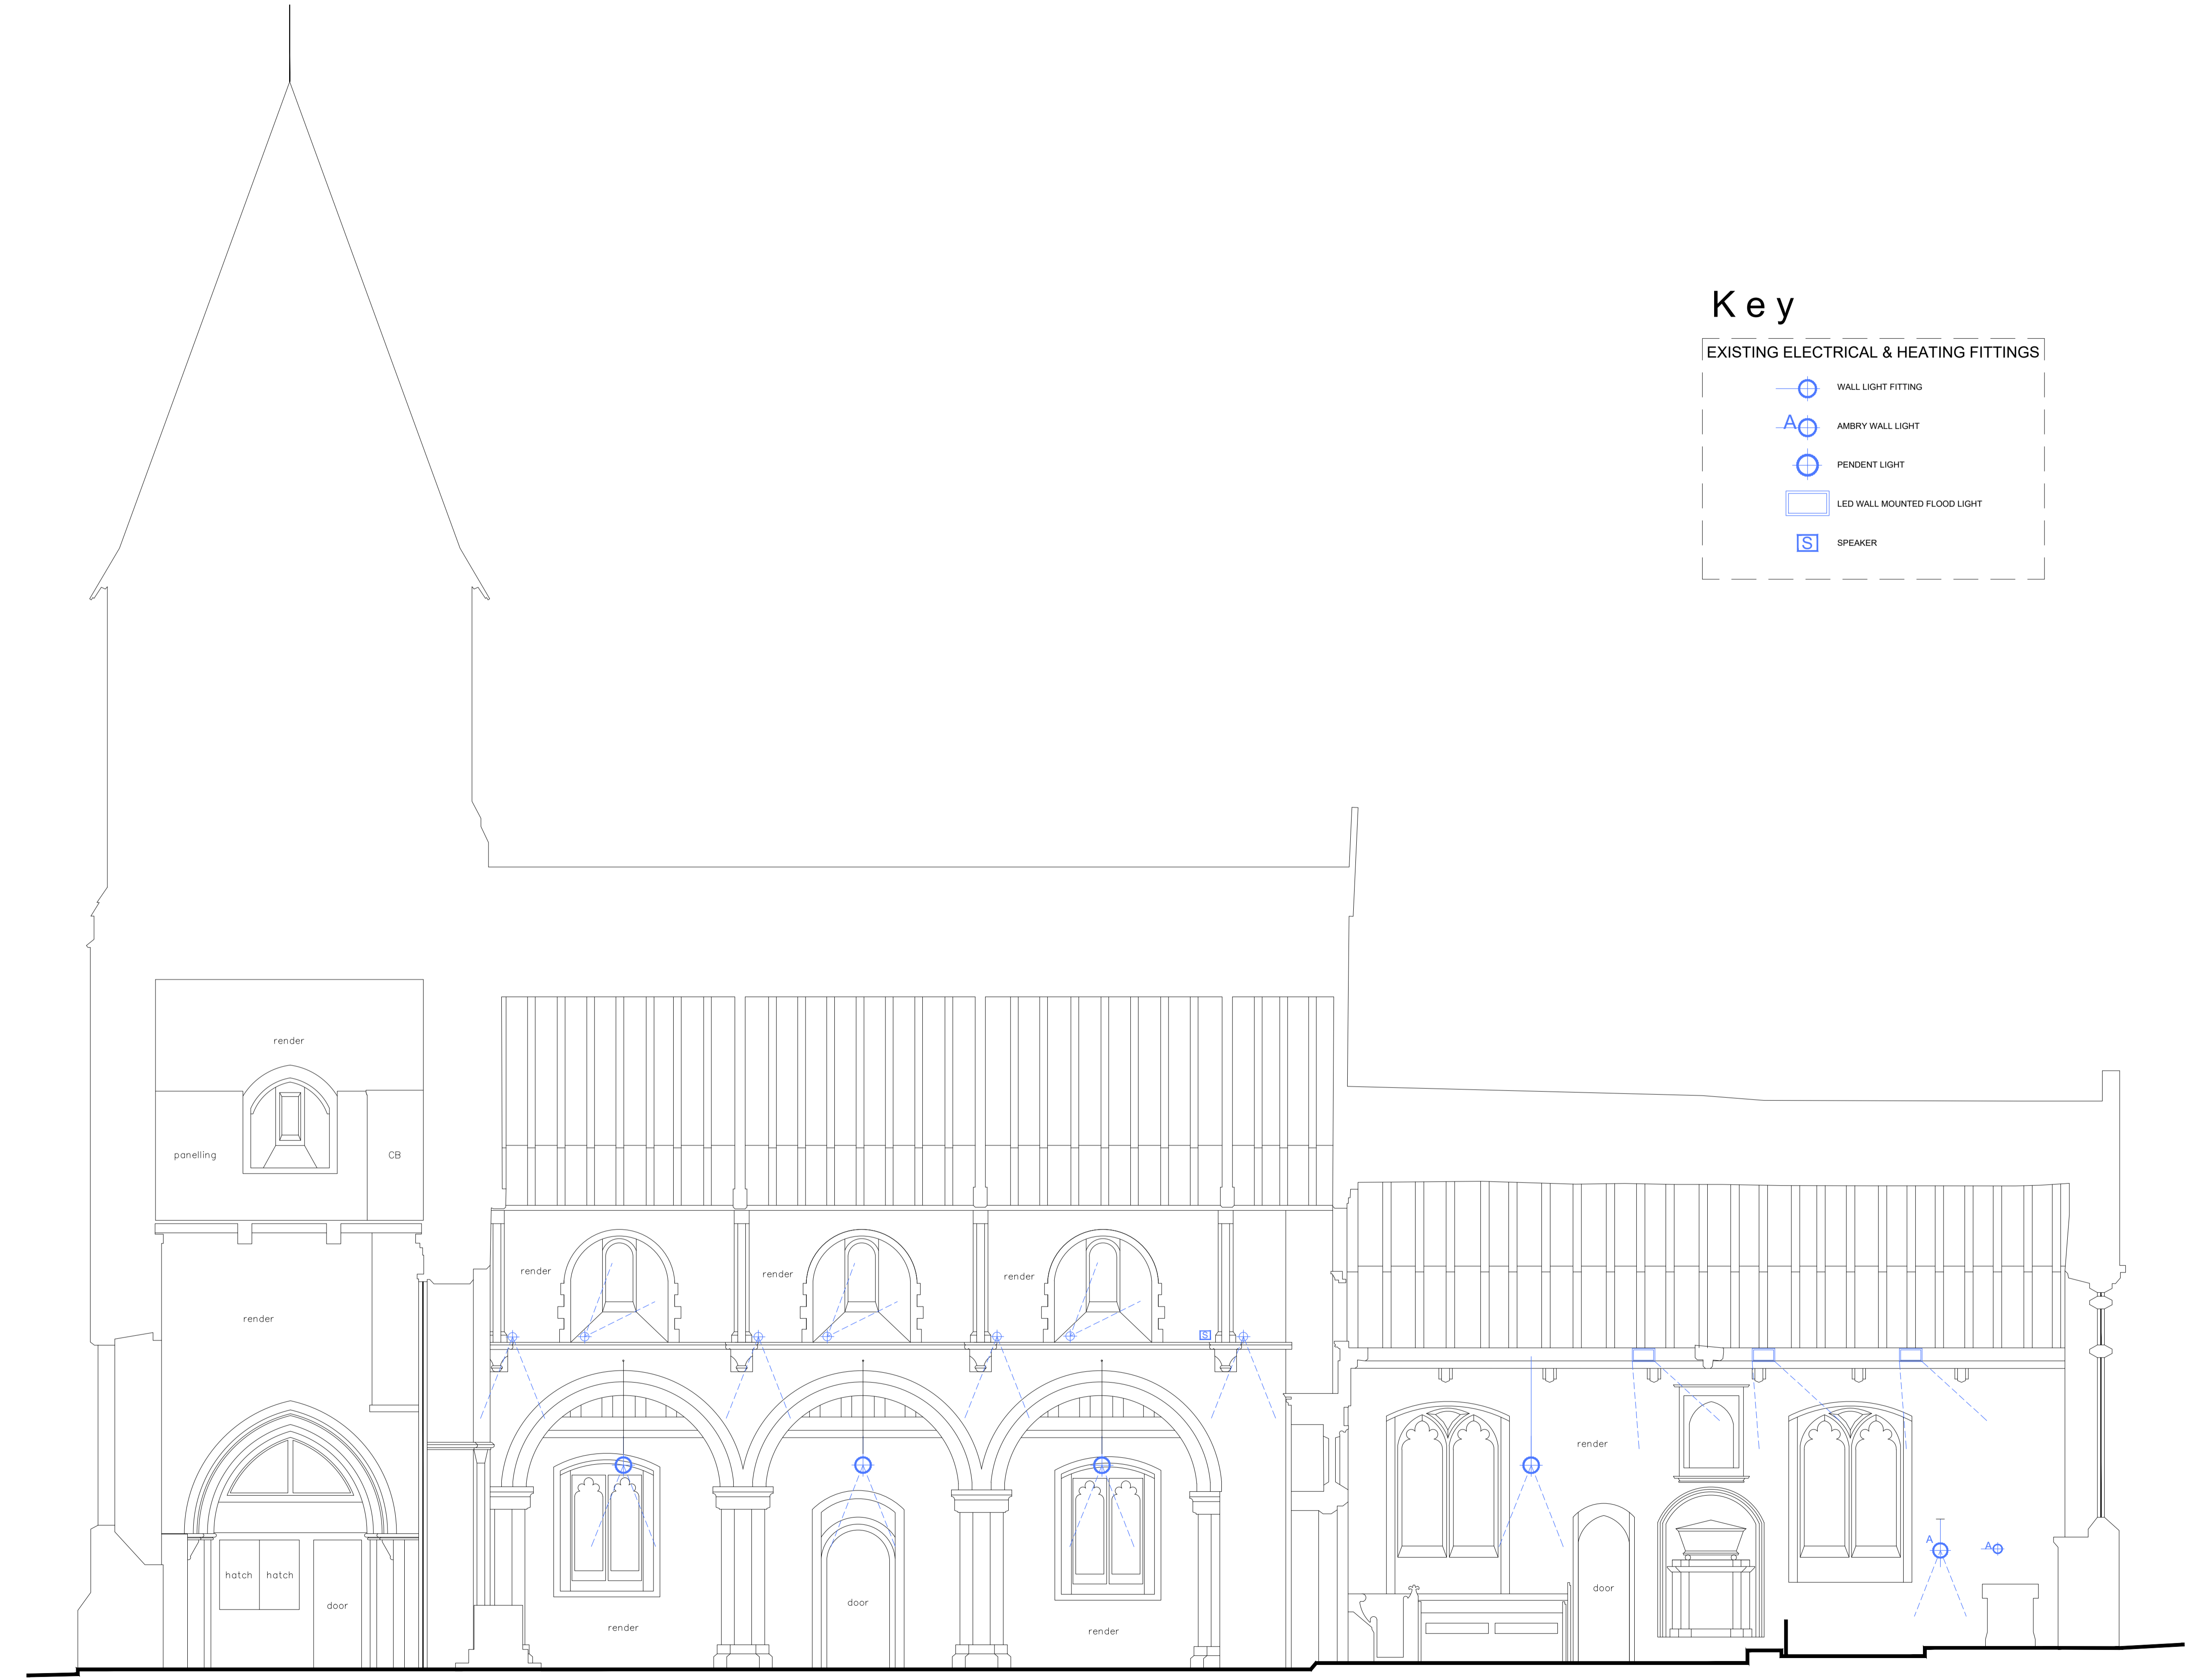 Key
EXISTING ELECTRICAL & HEATING FITTINGS
WALL LIGHT FITTING
A
AMBRY WALL LIGHT
PENDENT LIGHT
LED WALL MOUNTED FLOOD LIGHT
S
SPEAKER
render
panelling
CB
render
render
render
render
S
render
A
A
hatch
hatch
door
door
door
render
render